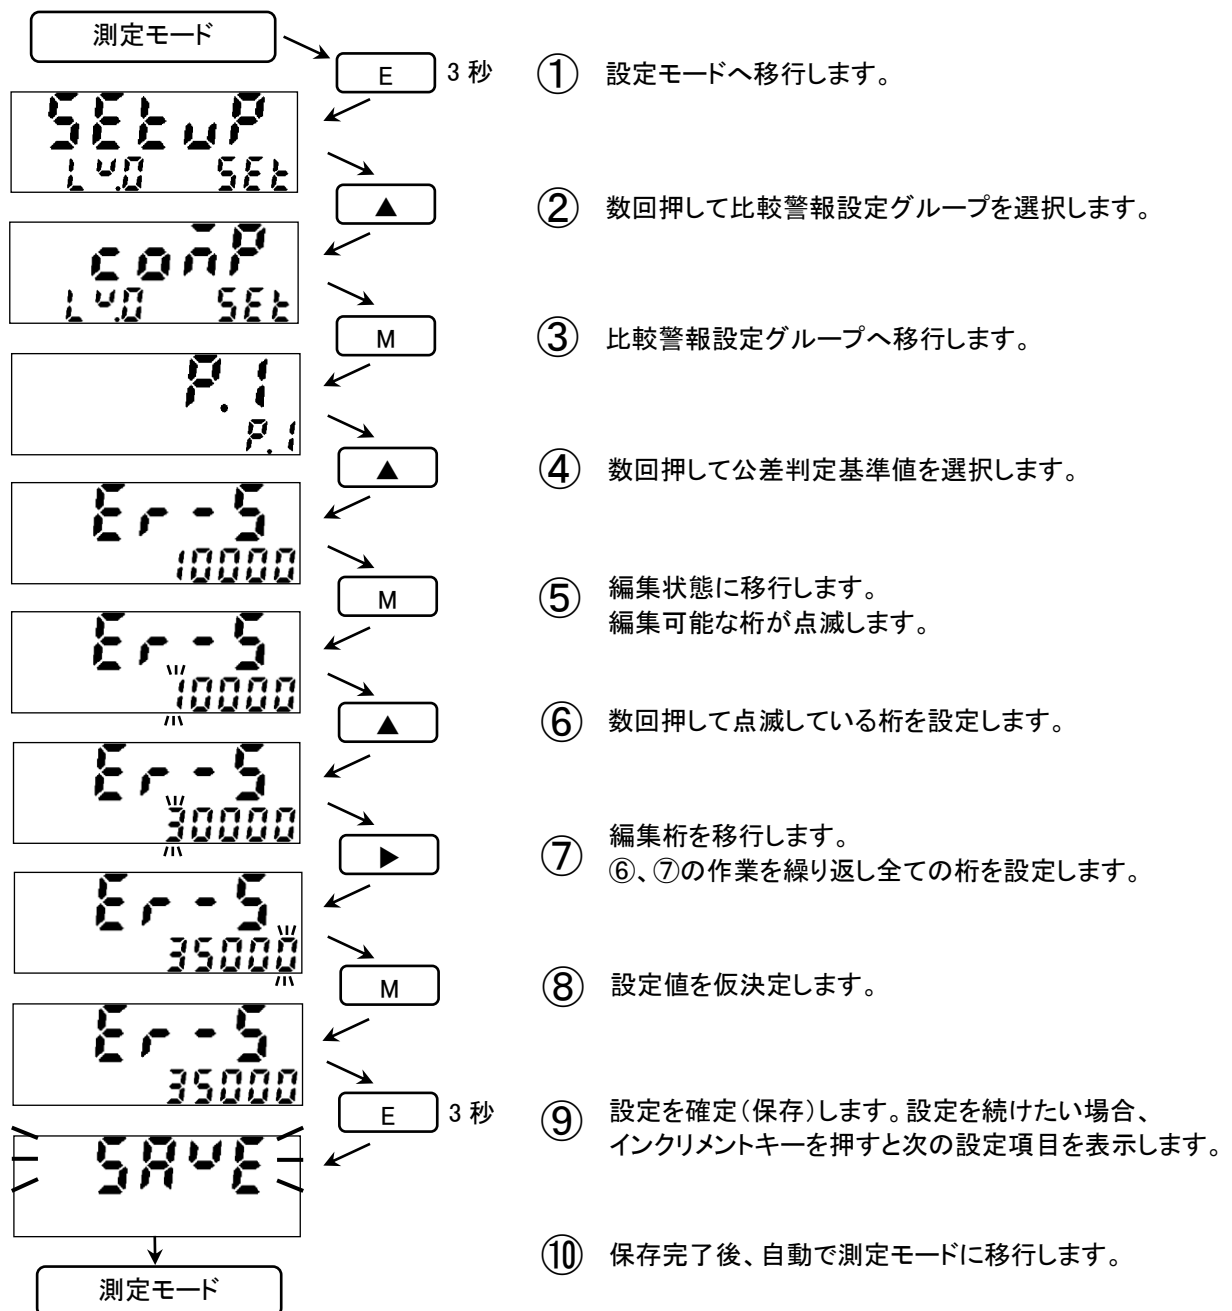 測定モード
E 3 秒 ① 設定モードへ移行します。
SEtuP
Lv.0 SEt
▲ ② 数回押して比較警報設定グループを選択します。
comP
Lv.0 SEt
M ③ 比較警報設定グループへ移行します。
P. 1
P. 1
▲ ④ 数回押して公差判定基準値を選択します。
Er-S
10000
M ⑤ 編集状態に移行します。
編集可能な桁が点滅します。
Er-S
10000
▲ ⑥ 数回押して点滅している桁を設定します。
Er-S
30000
▶ ⑦ 編集桁を移行します。
⑥、⑦の作業を繰り返し全ての桁を設定します。
Er-S
35000
M ⑧ 設定値を仮決定します。
Er-S
35000
E 3 秒 ⑨ 設定を確定(保存)します。設定を続けたい場合、
インクリメントキーを押すと次の設定項目を表示します。
SAvE
⑩ 保存完了後、自動で測定モードに移行します。
測定モード